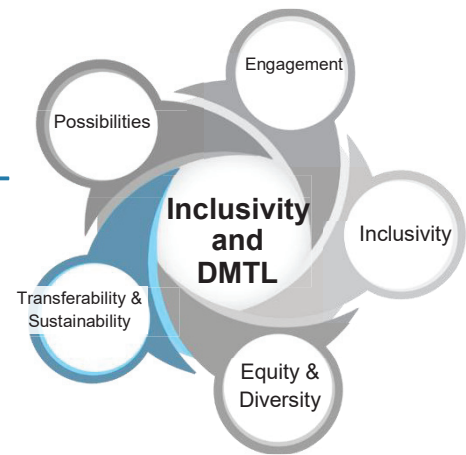 Engagement
Possibilities
Inclusivity
and
DMTL
Inclusivity
Transferability &
Sustainability
Equity &
Diversity